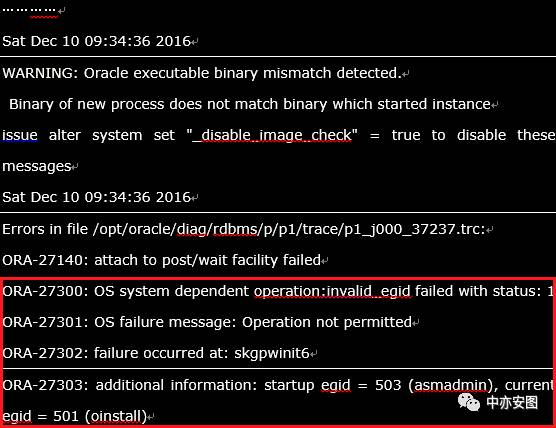 …………
Sat Dec 10 09:34:36 2016
WARNING: Oracle executable binary mismatch detected.
Binary of new process does not match binary which started instance
issue alter system set "_disable_image_check" = true to disable these
messages
Sat Dec 10 09:34:36 2016
Errors in file /opt/oracle/diag/rdbms/p/p1/trace/p1_j000_37237.trc:
ORA-27140: attach to post/wait facility failed
ORA-27300: OS system dependent operation:invalid_egid failed with status: 1
ORA-27301: OS failure message: Operation not permitted
ORA-27302: failure occurred at: skgpwinit6
ORA-27303: additional information: startup egid = 503 (asmadmin), current
egid = 501 (oinstall)
中亦安图